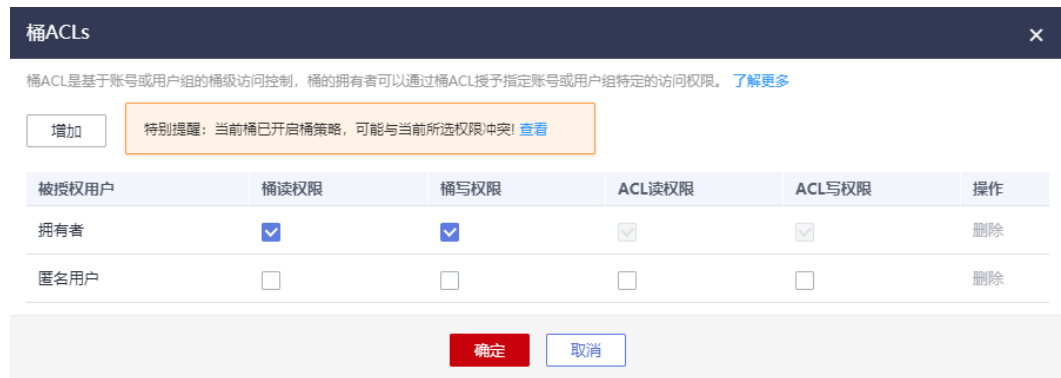 桶ACLs
桶ACL是基于账号或用户组的桶级访问控制，桶的拥有者可以通过桶ACL授予指定账号或用户组特定的访问权限。 了解更多
增加 特别提醒：当前桶已开启桶策略，可能与当前所选权限冲突! 查看
被授权用户 桶读权限 桶写权限 ACL读权限 ACL写权限 操作
拥有者 删除
匿名用户 删除
确定 取消